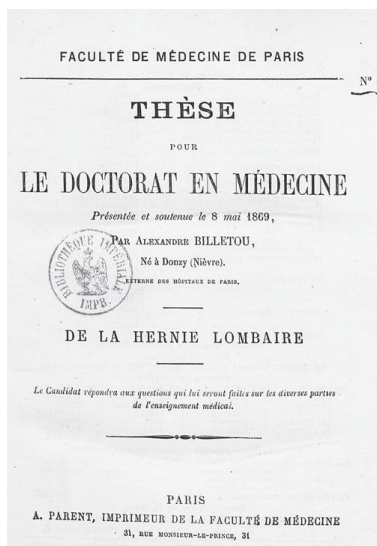 FACULTÉ DE MÉDECINE DE PARIS
N°
THÈSE
POUR
LE DOCTORAT EN MÉDECINE
Présentée et soutenue le 8 mai 1869,
PAR ALEXANDRE BILLETOU,
Né à Donzy (Nièvre).
EXTERNE DES HÔPITAUX DE PARIS.
BIBLIOTHÈQUE IMPÉRIALE
IMPR.
DE LA HERNIE LOMBAIRE
Le Candidat répondra aux questions qui lui seront faites sur les diverses parties
de l'enseignement médical.
PARIS
A. PARENT, IMPRIMEUR DE LA FACULTÉ DE MÉDECINE
31, RUE MONSIEUR-LE-PRINCE, 31